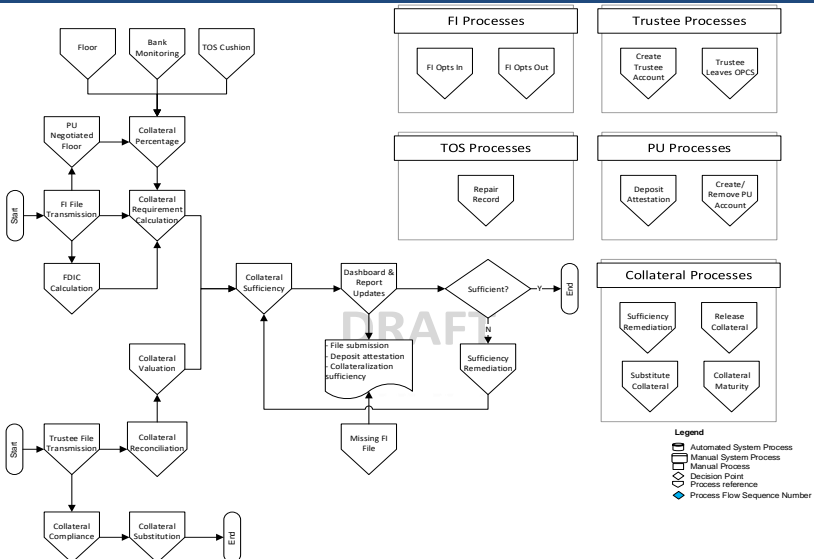 Floor
Bank
Monitoring
TOS Cushion
PU
Negotiated
Floor
Collateral
Percentage
Start
FI File
Transmission
Collateral
Requirement
Calculation
FDIC
Calculation
Collateral
Sufficiency
Dashboard &
Report
Updates
Sufficient?
Y
End
N
DRAFT
- File submission
- Deposit attestation
- Collateralization
sufficiency
Sufficiency
Remediation
Collateral
Valuation
Missing FI
File
Start
Trustee File
Transmission
Collateral
Reconciliation
Collateral
Compliance
Collateral
Substitution
End
FI Processes
FI Opts In
FI Opts Out
Trustee Processes
Create
Trustee
Account
Trustee
Leaves OPCS
TOS Processes
Repair
Record
PU Processes
Deposit
Attestation
Create/
Remove PU
Account
Collateral Processes
Sufficiency
Remediation
Release
Collateral
Substitute
Collateral
Collateral
Maturity
Legend
Automated System Process
Manual System Process
Manual Process
Decision Point
Process reference
Process Flow Sequence Number